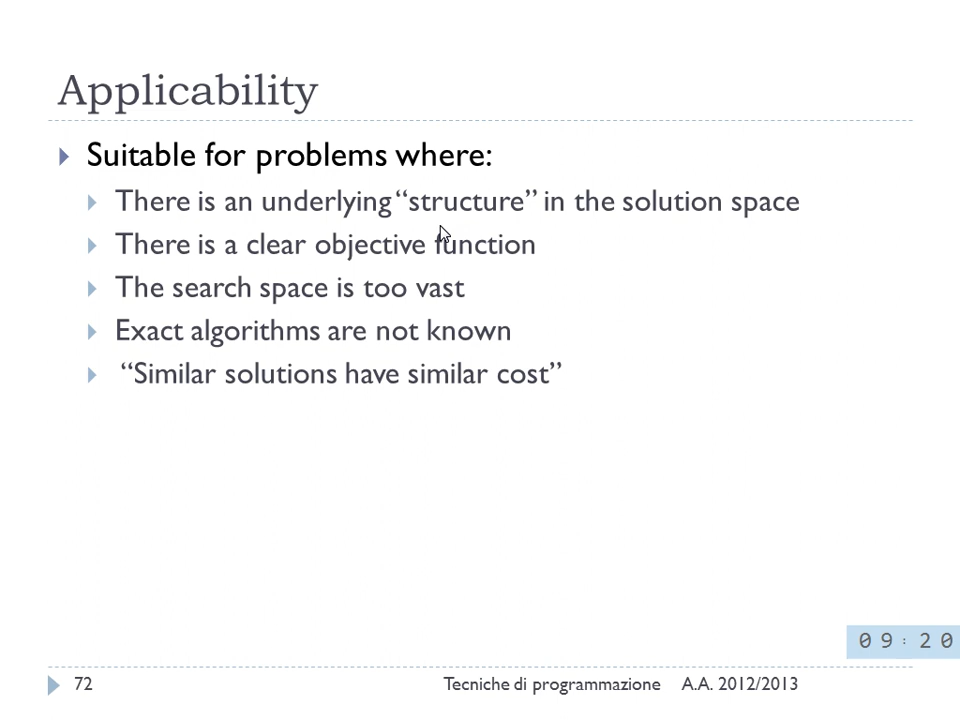 Applicability
Suitable for problems where:
There is an underlying “structure” in the solution space
There is a clear objective function
The search space is too vast
Exact algorithms are not known
“Similar solutions have similar cost”
09:20
72 Tecniche di programmazione A.A. 2012/2013